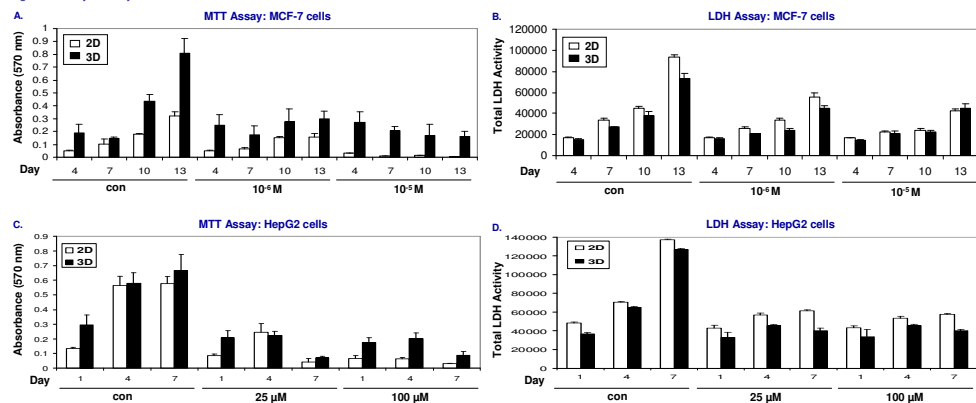 A. MTT Assay: MCF-7 cells
Absorbance (570 nm)
1
0.9
0.8
0.7
0.6
0.5
0.4
0.3
0.2
0.1
0
2D
3D
Day 4 7 10 13 4 7 10 13 4 7 10 13
con 10⁻⁶ M 10⁻⁵ M
B. LDH Assay: MCF-7 cells
Total LDH Activity
120000
100000
80000
60000
40000
20000
0
2D
3D
Day 4 7 10 13 4 7 10 13 4 7 10 13
con 10⁻⁶ M 10⁻⁵ M
C. MTT Assay: HepG2 cells
Absorbance (570 nm)
0.9
0.8
0.7
0.6
0.5
0.4
0.3
0.2
0.1
0
2D
3D
Day 1 4 7 1 4 7 1 4 7
con 25 µM 100 µM
D. LDH Assay: HepG2 cells
Total LDH Activity
140000
120000
100000
80000
60000
40000
20000
0
2D
3D
Day 1 4 7 1 4 7 1 4 7
con 25 µM 100 µM